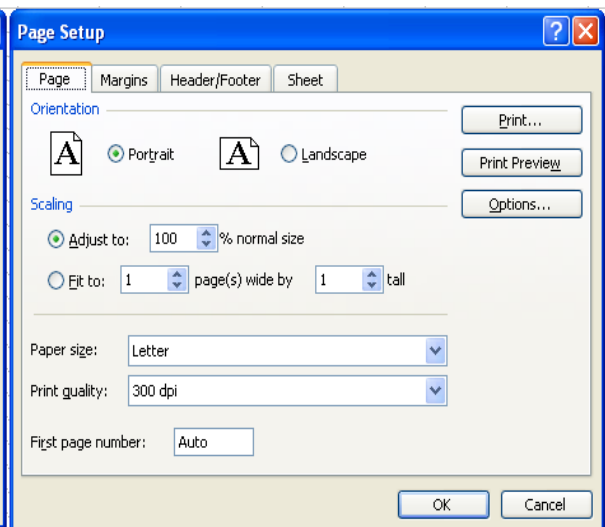 Page Setup
Page Margins Header/Footer Sheet
Orientation
Print...
A Portrait A Landscape
Print Preview
Scaling
Options...
Adjust to: 100 % normal size
Fit to: 1 page(s) wide by 1 tall
Paper size: Letter
Print quality: 300 dpi
First page number: Auto
OK Cancel